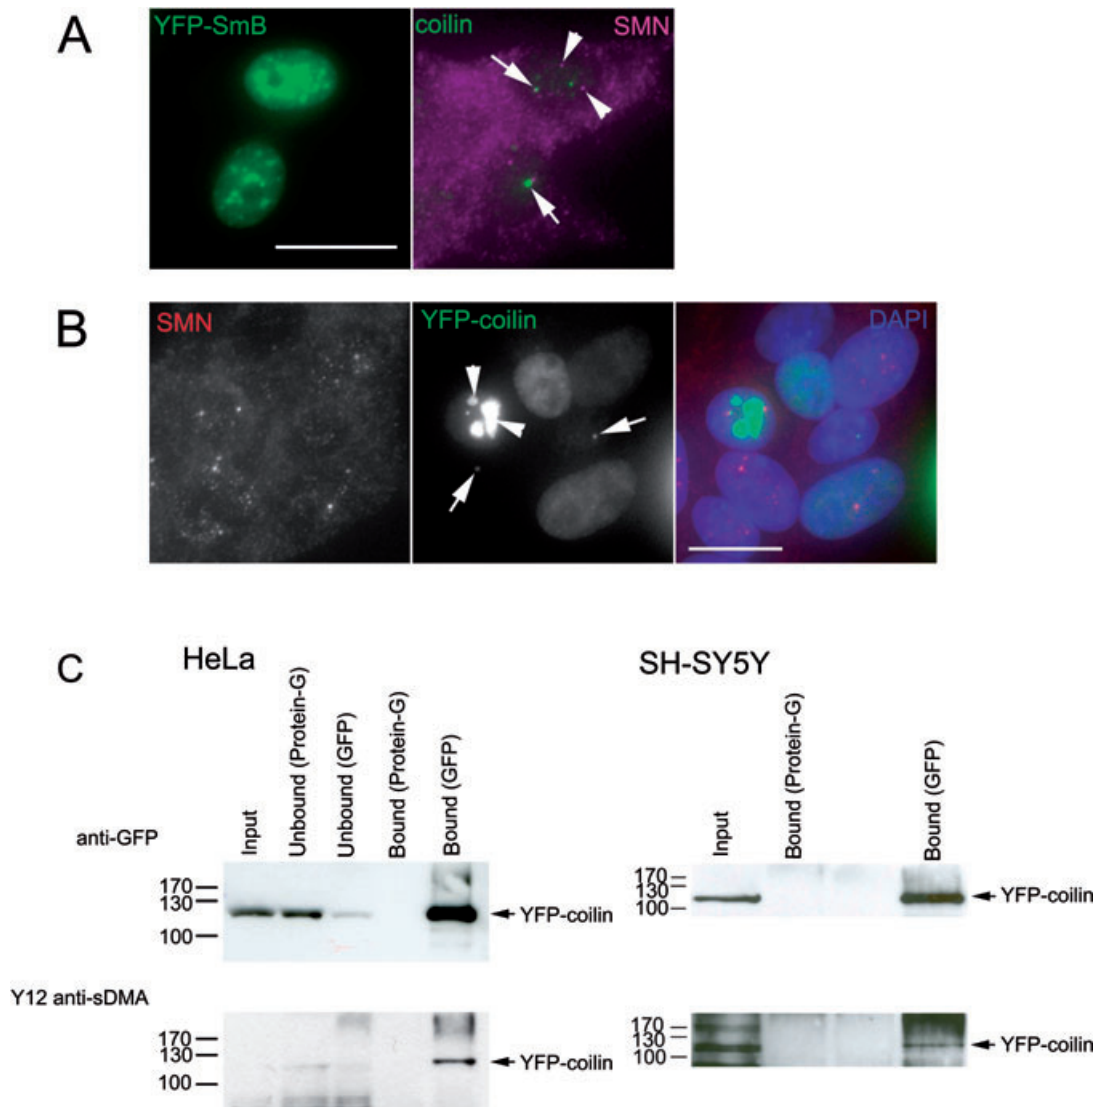 A
YFP-SmB
coilin
SMN
B
SMN
YFP-coilin
DAPI
C
HeLa
SH-SY5Y
Input
Unbound (Protein-G)
Unbound (GFP)
Bound (Protein-G)
Bound (GFP)
Input
Bound (Protein-G)
Bound (GFP)
anti-GFP
170
130
100
YFP-coilin
170
130
100
YFP-coilin
Y12 anti-sDMA
170
130
100
YFP-coilin
170
130
100
YFP-coilin